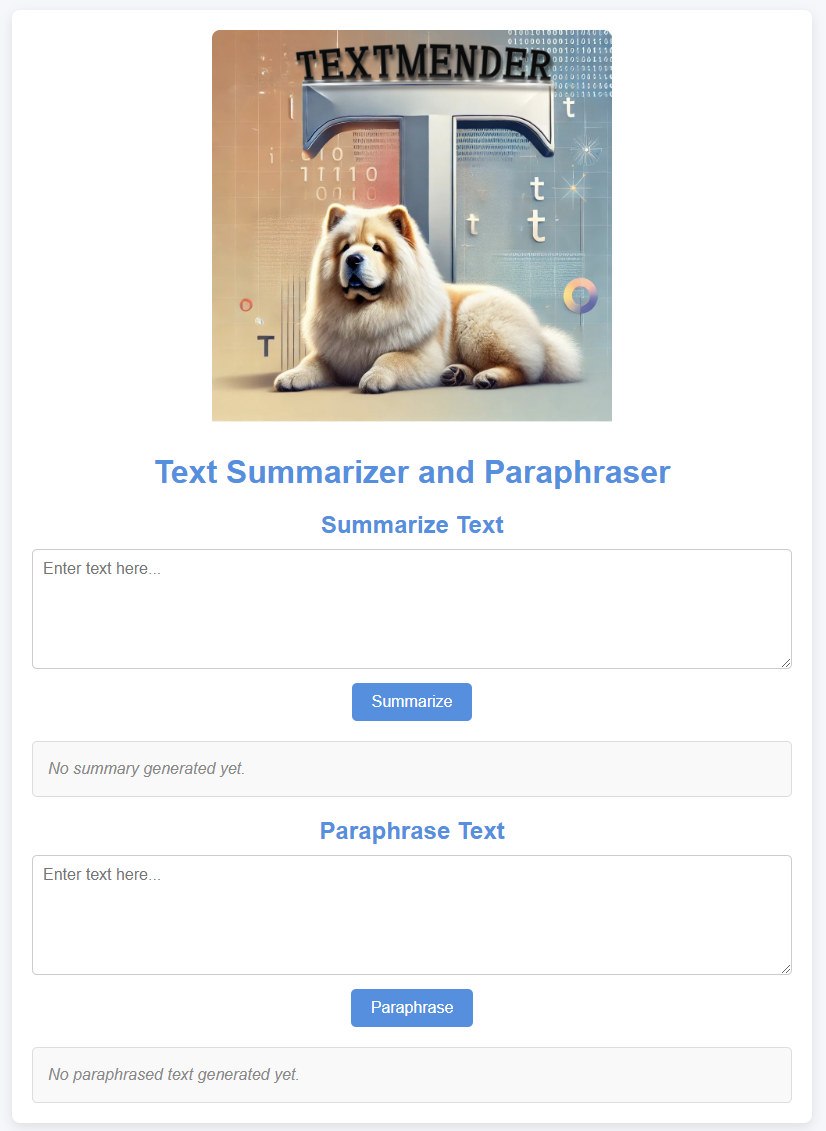 TEXTMENDER
t
i
010
11110
0010
t
t
t
T
Text Summarizer and Paraphraser
Summarize Text
Enter text here...
Summarize
No summary generated yet.
Paraphrase Text
Enter text here...
Paraphrase
No paraphrased text generated yet.